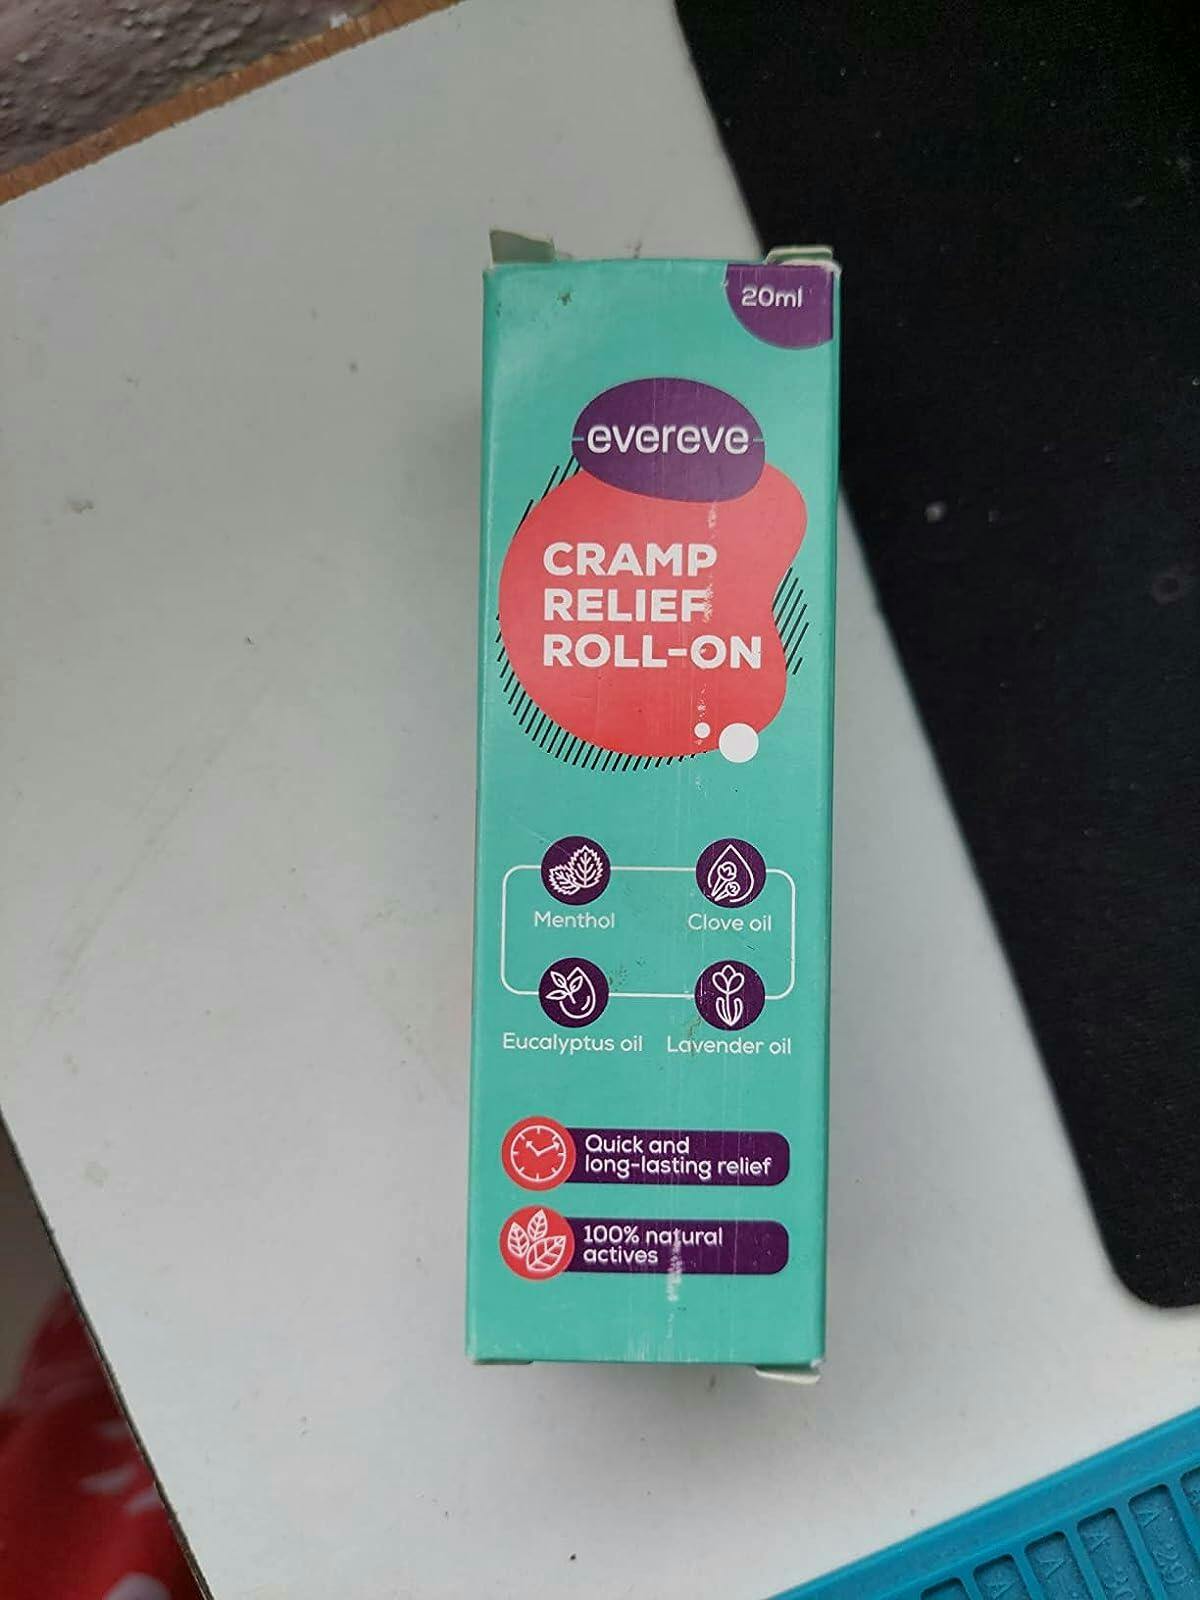 20ml
evereve
CRAMP
RELIEF
ROLL-ON
Menthol
Clove oil
Eucalyptus oil
Lavender oil
Quick and
long-lasting relief
100% natural
actives